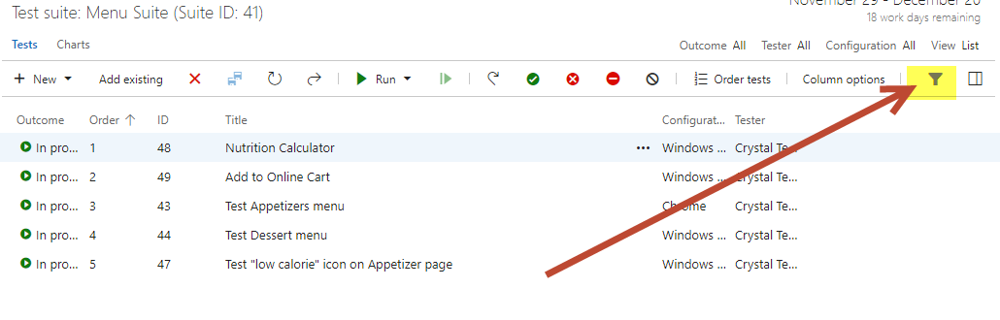 Test suite: Menu Suite (Suite ID: 41)
November 29 - December 20
18 work days remaining
Tests Charts
Outcome All Tester All Configuration All View List
New Add existing Run Order tests Column options
Outcome Order ID Title Configurat... Tester
In pro... 1 48 Nutrition Calculator ... Windows ... Crystal Te...
In pro... 2 49 Add to Online Cart Windows ... Crystal Te...
In pro... 3 43 Test Appetizers menu Chrome Crystal Te...
In pro... 4 44 Test Dessert menu Windows ... Crystal Te...
In pro... 5 47 Test "low calorie" icon on Appetizer page Windows ... Crystal Te...